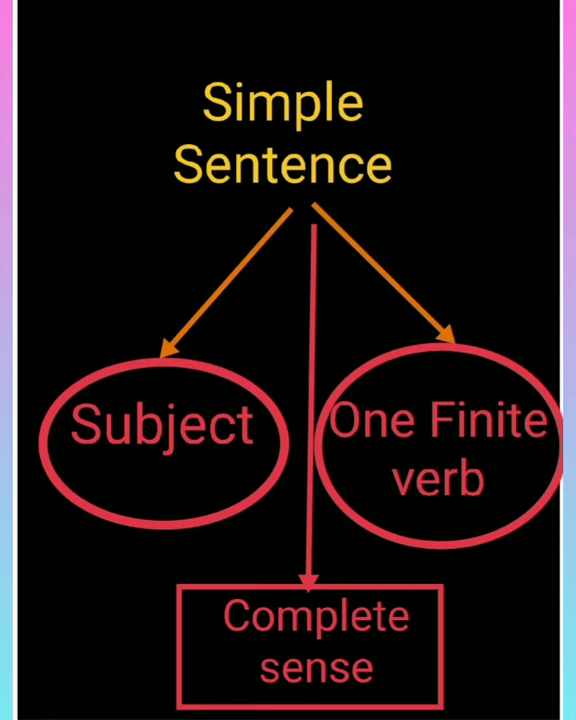 Simple
Sentence
Subject
One Finite
verb
Complete
sense